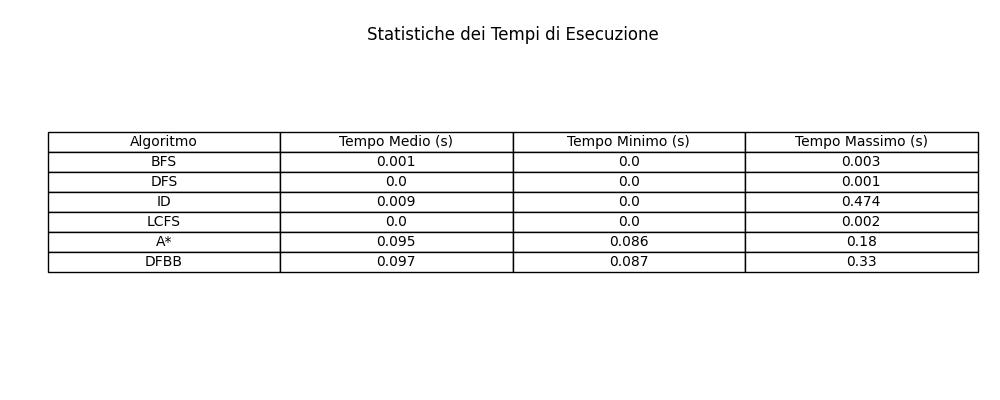 Statistiche dei Tempi di Esecuzione
Algoritmo Tempo Medio (s) Tempo Minimo (s) Tempo Massimo (s)
BFS 0.001 0.0 0.003
DFS 0.0 0.0 0.001
ID 0.009 0.0 0.474
LCFS 0.0 0.0 0.002
A* 0.095 0.086 0.18
DFBB 0.097 0.087 0.33